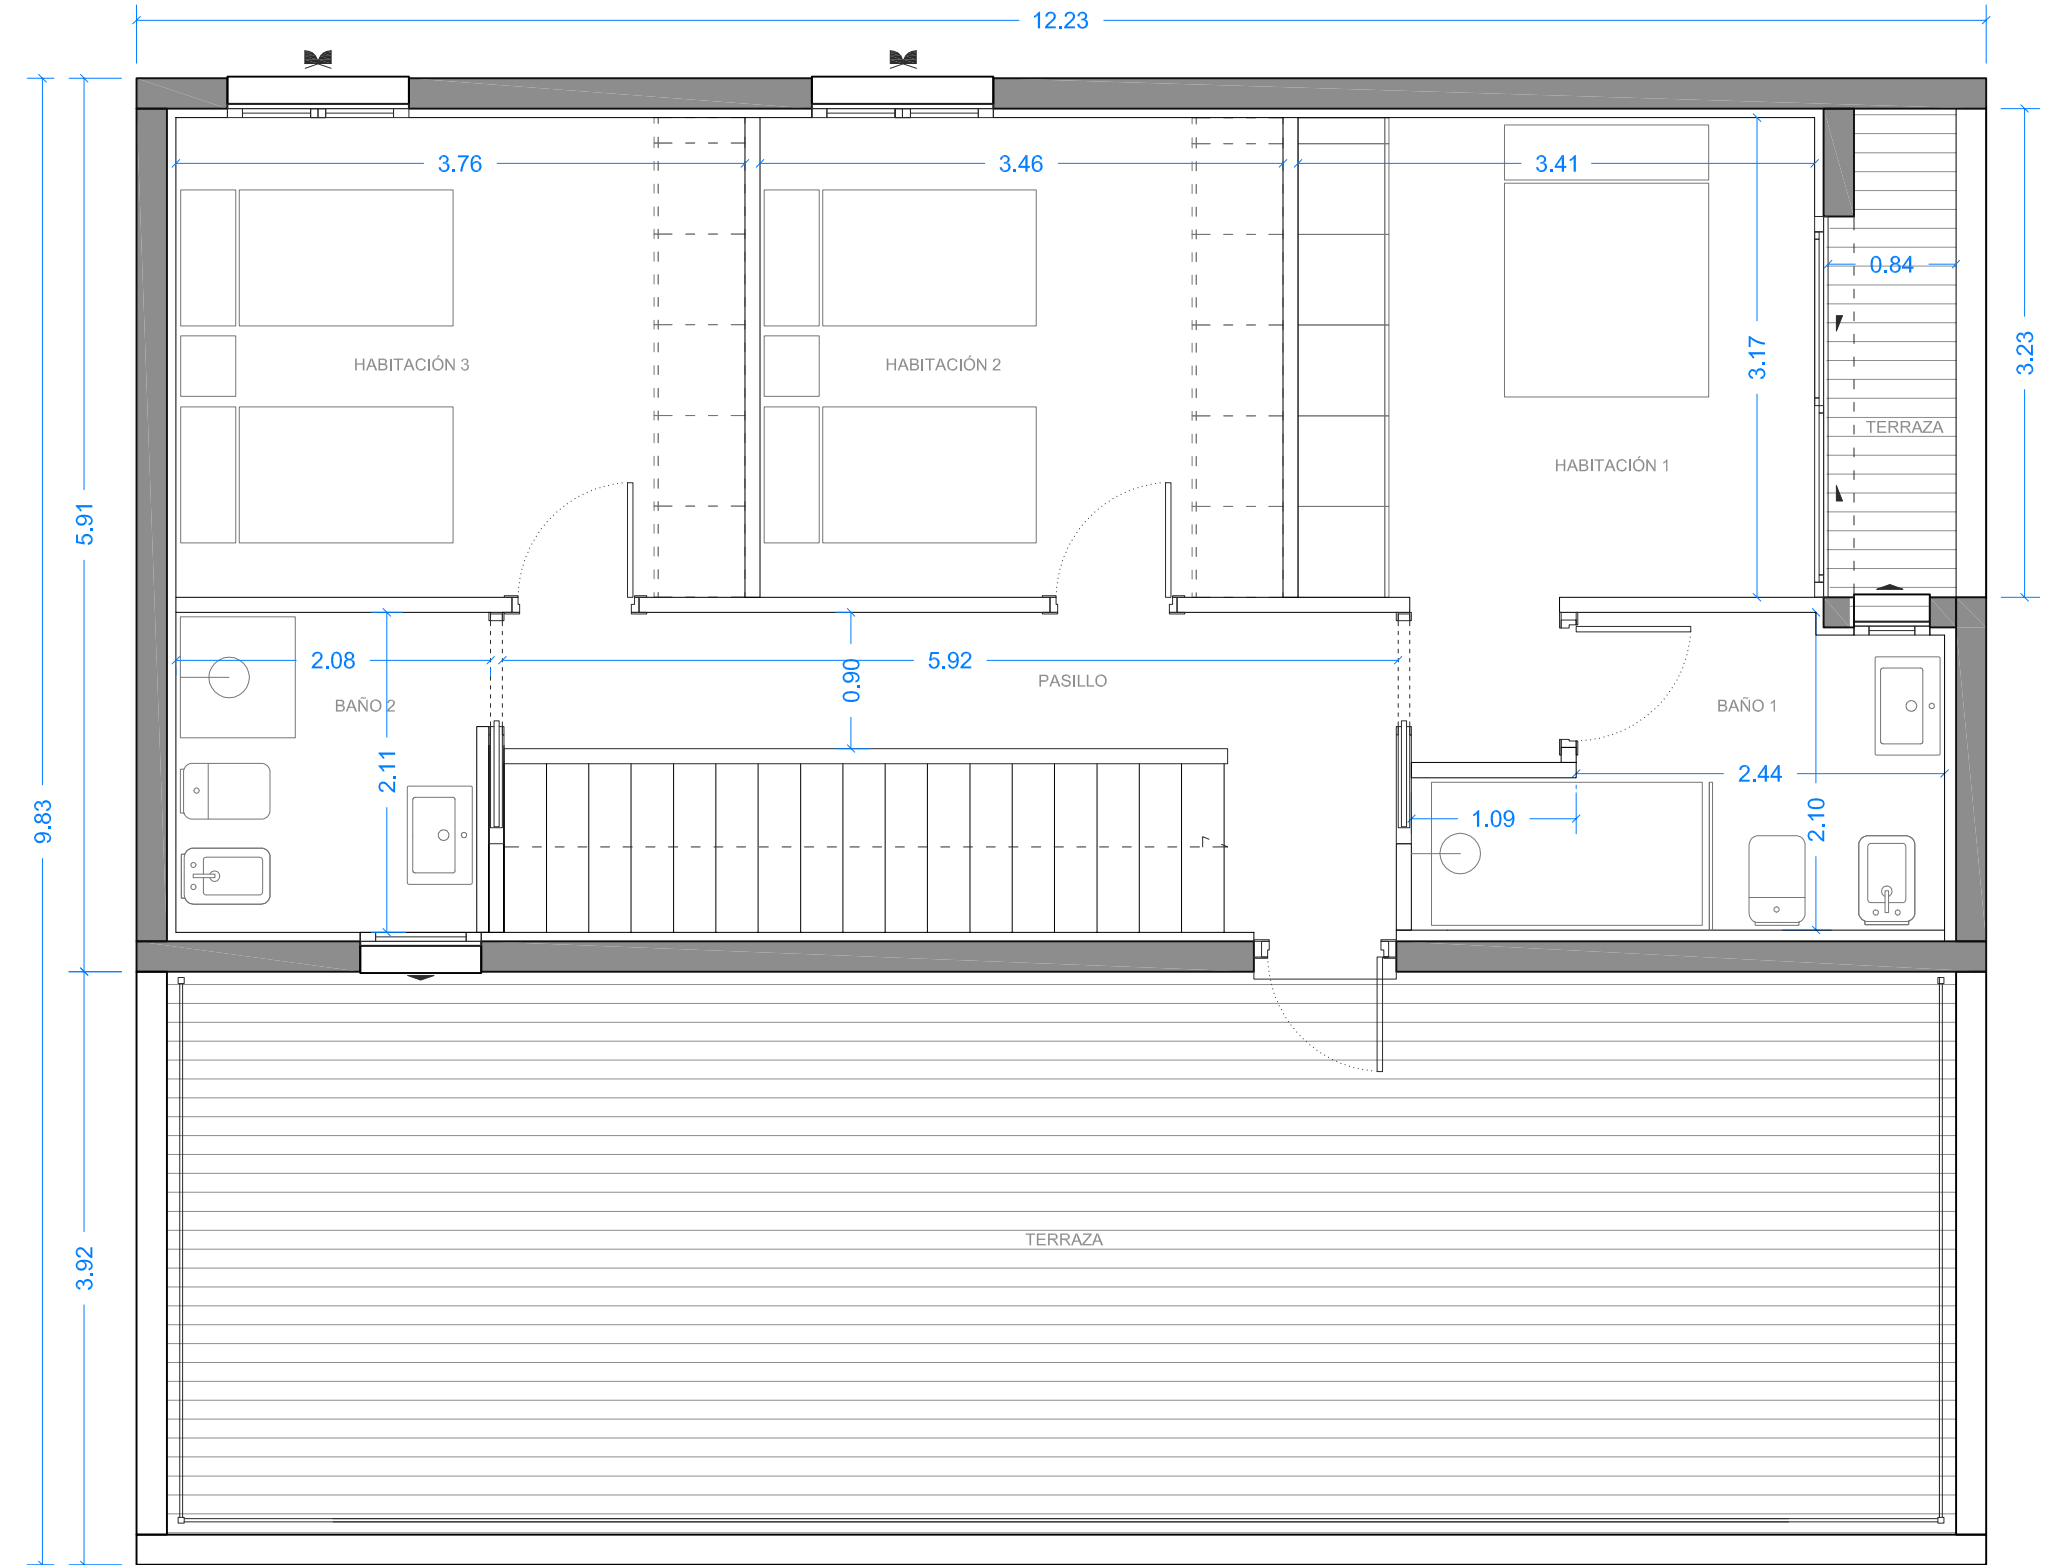 12.23
3.76
3.46
3.41
0.84
3.17
3.23
HABITACIÓN 3
HABITACIÓN 2
TERRAZA
HABITACIÓN 1
5.91
2.08
0.90
5.92
PASILLO
BAÑO 2
BAÑO 1
2.11
2.44
1.09
2.10
9.83
TERRAZA
3.92